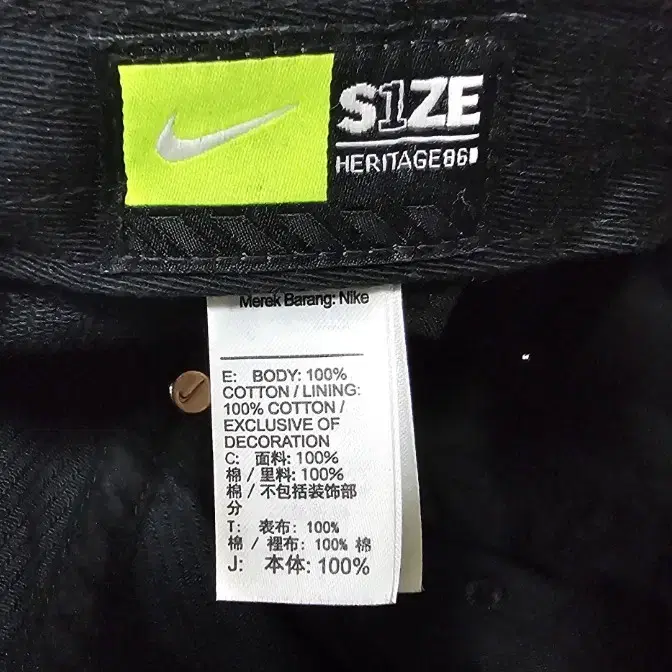 S1ZE
HERITAGE86
Merek Barang: Nike
E: BODY: 100%
COTTON / LINING:
100% COTTON /
EXCLUSIVE OF
DECORATION
C: 面料: 100%
棉 / 里料: 100%
棉 / 不包括装饰部
分
T: 表布: 100%
棉 / 裡布: 100% 棉
J: 本体: 100%